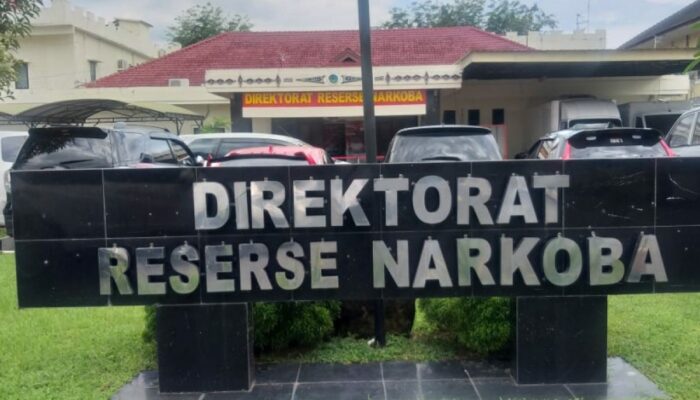 DIREKTORAT RESERSE NARKOBA
DIREKTORAT
RESERSE NARKOBA